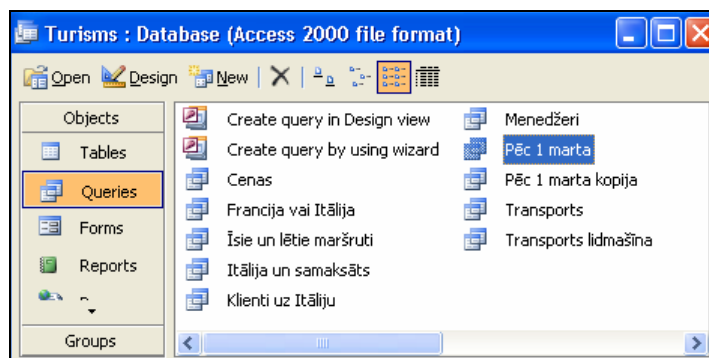 Turisms : Database (Access 2000 file format)
Open Design New
Objects
Tables
Queries
Forms
Reports
Groups
Create query in Design view
Create query by using wizard
Cenas
Francija vai Itālija
Īsie un lētie maršruti
Itālija un samaksāts
Klienti uz Itāliju
Menedžeri
Pēc 1 marta
Pēc 1 marta kopija
Transports
Transports lidmašīna